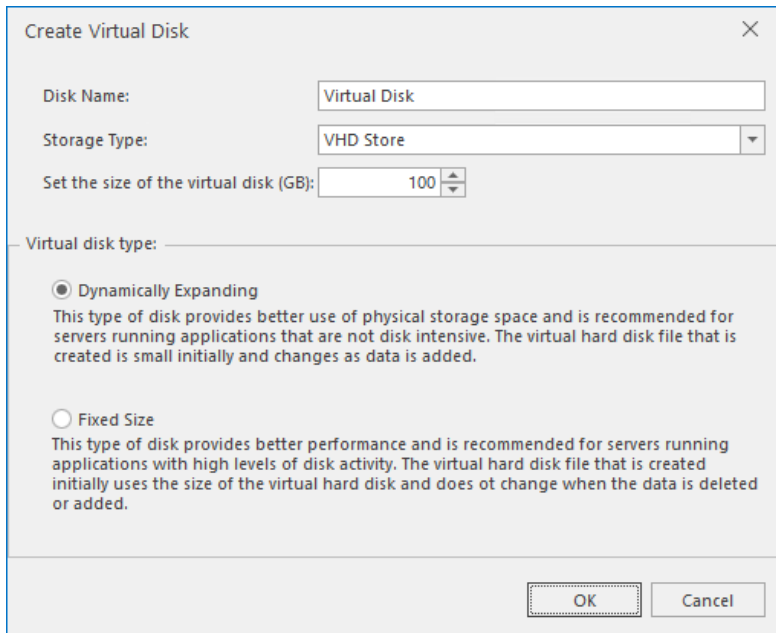 Create Virtual Disk
Disk Name:
Virtual Disk
Storage Type:
VHD Store
Set the size of the virtual disk (GB):
100
Virtual disk type:
Dynamically Expanding
This type of disk provides better use of physical storage space and is recommended for
servers running applications that are not disk intensive. The virtual hard disk file that is
created is small initially and changes as data is added.
Fixed Size
This type of disk provides better performance and is recommended for servers running
applications with high levels of disk activity. The virtual hard disk file that is created
initially uses the size of the virtual hard disk and does ot change when the data is deleted
or added.
OK
Cancel